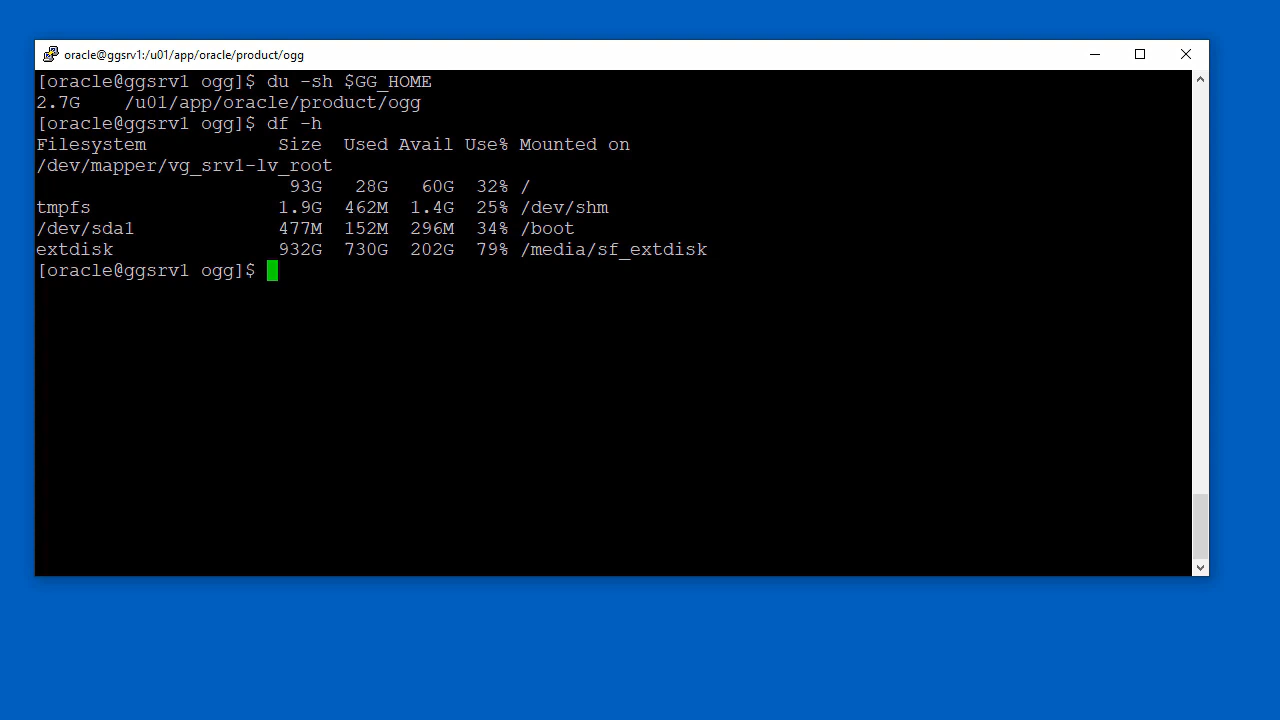 oracle@ggsrv1:/u01/app/oracle/product/ogg
[oracle@ggsrv1 ogg]$ du -sh $GG_HOME
2.7G    /u01/app/oracle/product/ogg
[oracle@ggsrv1 ogg]$ df -h
Filesystem            Size  Used Avail Use% Mounted on
/dev/mapper/vg_srv1-lv_root
                       93G   28G   60G  32% /
tmpfs                 1.9G  462M  1.4G  25% /dev/shm
/dev/sda1             477M  152M  296M  34% /boot
extdisk               932G  730G  202G  79% /media/sf_extdisk
[oracle@ggsrv1 ogg]$